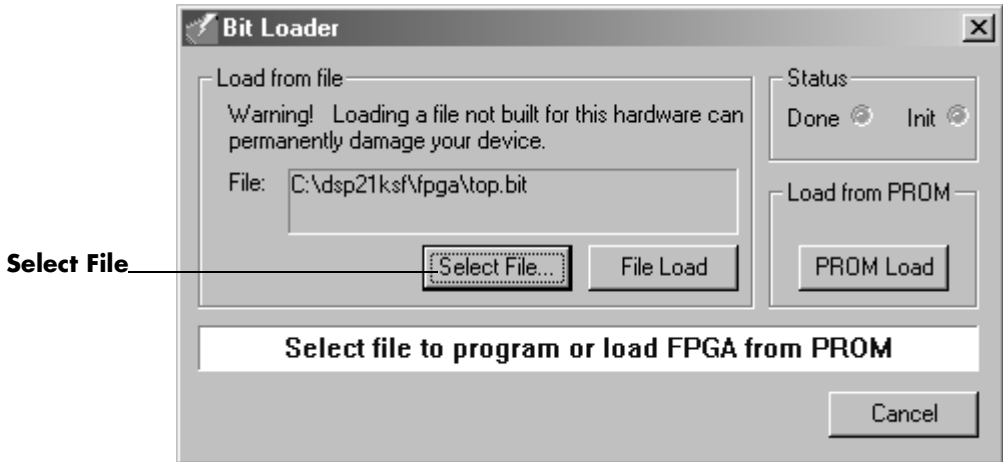 Bit Loader
Load from file
Warning! Loading a file not built for this hardware can
permanently damage your device.
File: C:\dsp21ksf\fpga\top.bit
Select File... File Load
Status
Done Init
Load from PROM
PROM Load
Select File
Select file to program or load FPGA from PROM
Cancel